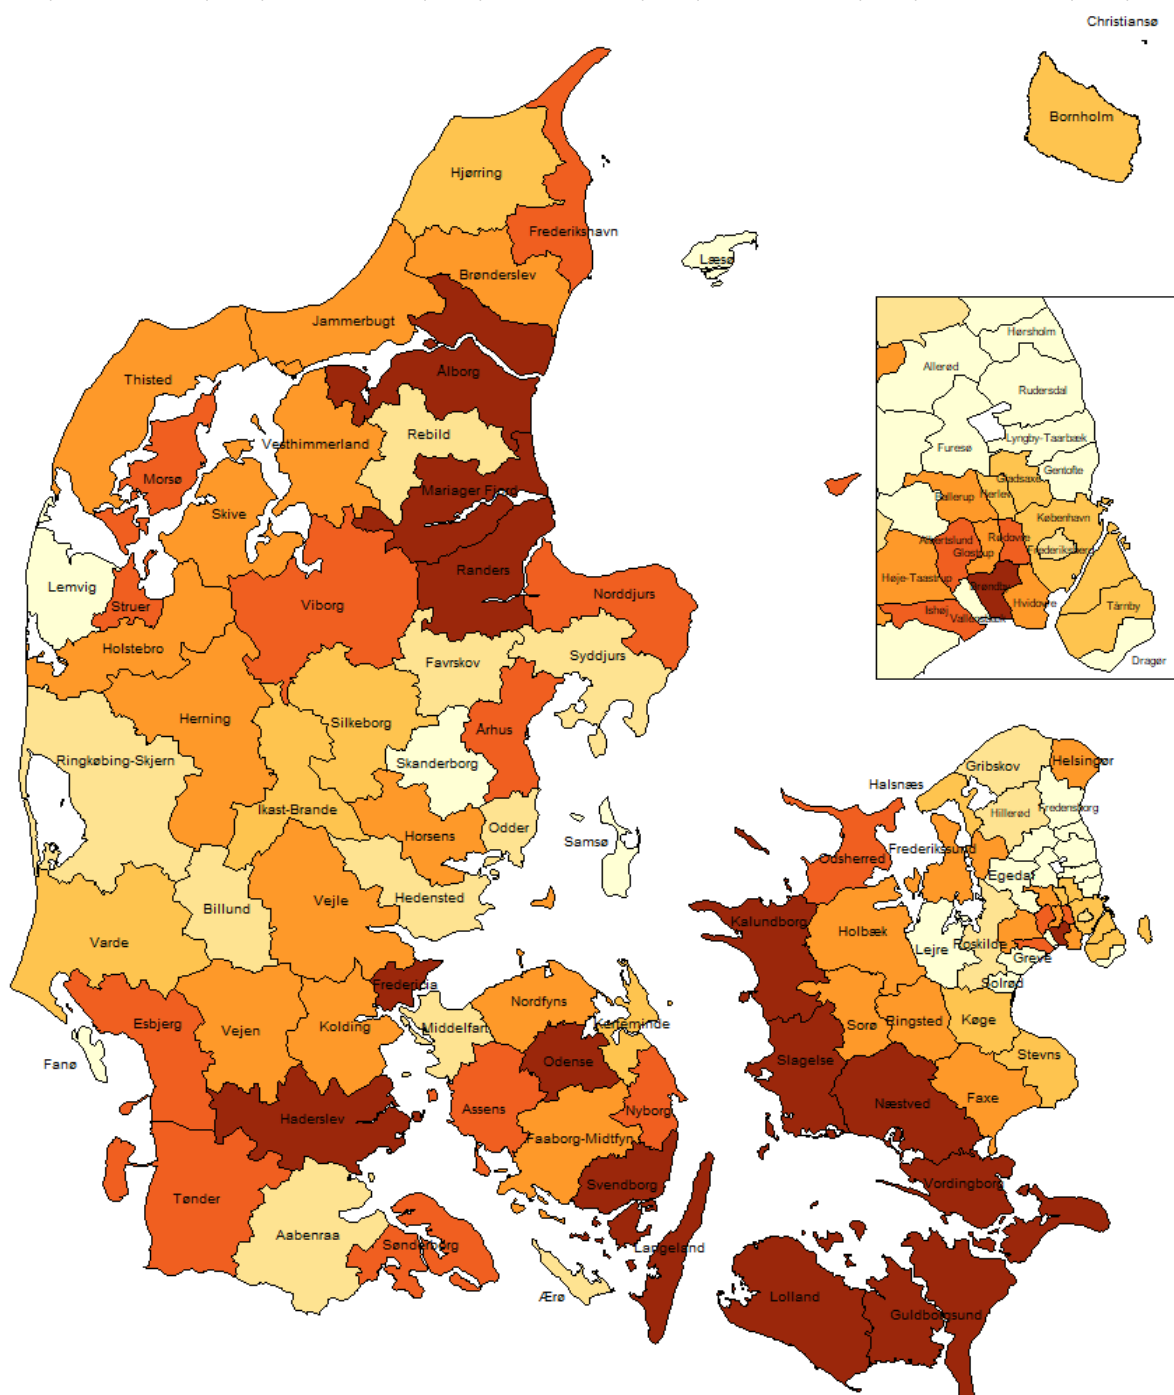 Christiansø
Bornholm
Hjørring
Frederikshavn
Læsø
Brønderslev
Jammerbugt
Thisted
Ålborg
Vesthimmerland
Rebild
Morsø
Mariager Fjord
Skive
Randers
Lemvig
Struer
Viborg
Norddjurs
Holstebro
Favrskov
Syddjurs
Herning
Silkeborg
Århus
Ringkøbing-Skjern
Skanderborg
Ikast-Brande
Horsens
Odder
Samsø
Hedensted
Billund
Vejle
Varde
Fredericia
Esbjerg
Vejen
Kolding
Middelfart
Nordfyns
Kerteminde
Fanø
Odense
Assens
Nyborg
Haderslev
Faaborg-Midtfyn
Svendborg
Tønder
Aabenraa
Sønderborg
Langeland
Ærø
Hørsholm
Allerød
Rudersdal
Lyngby-Taarbæk
Furesø
Gentofte
Gladsaxe
Ballerup
Herlev
København
Rødovre
Albertslund
Frederiksberg
Glostrup
Høje-Taastrup
Brøndby
Hvidovre
Tårnby
Ishøj
Vallensbæk
Dragør
Helsingør
Gribskov
Halsnæs
Fredensborg
Hillerød
Frederikssund
Odsherred
Egedal
Kalundborg
Holbæk
Lejre
Roskilde
Greve
Solrød
Sorø
Ringsted
Køge
Stevns
Slagelse
Næstved
Faxe
Vordingborg
Lolland
Guldborgsund